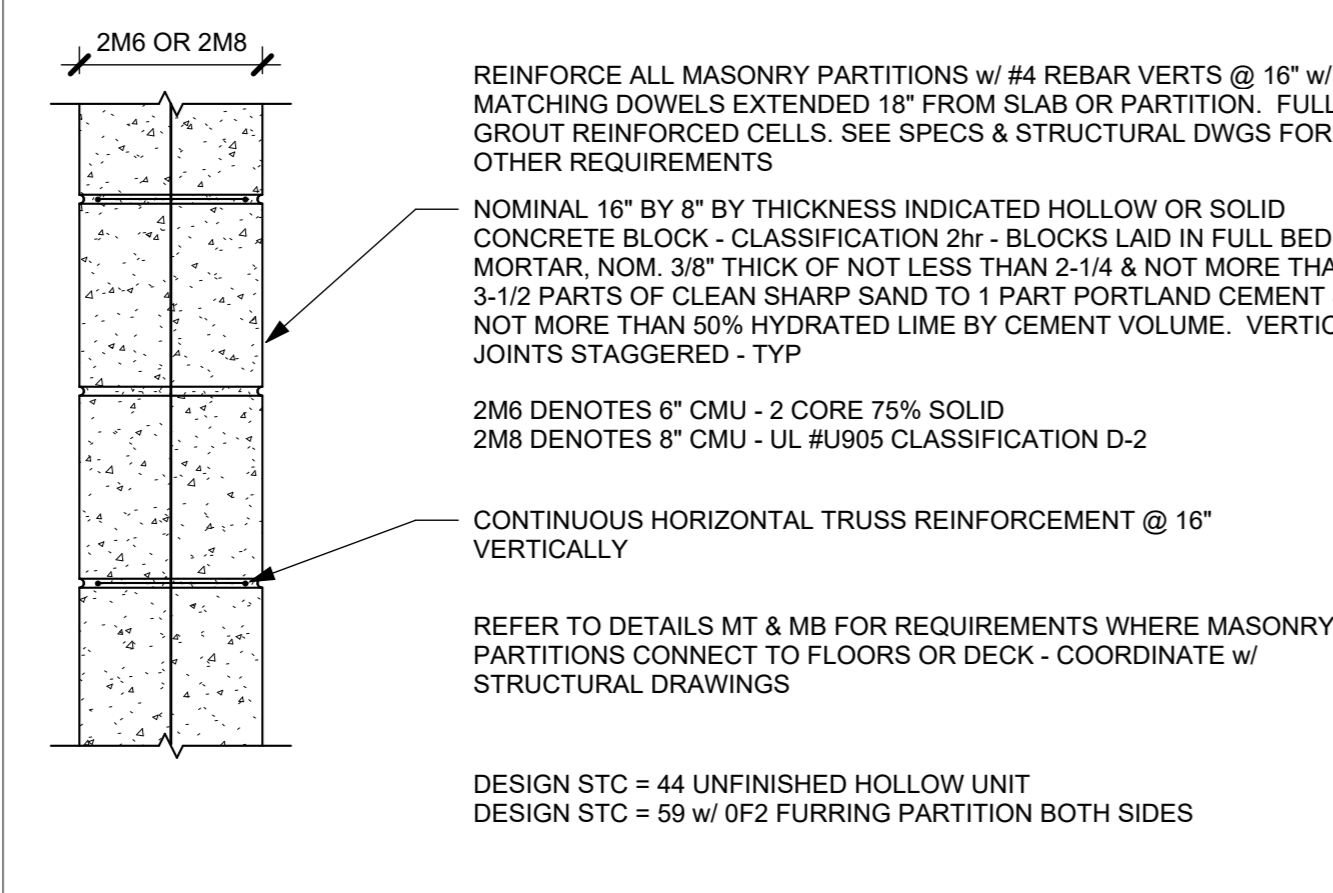 2M6 OR 2M8
REINFORCE ALL MASONRY PARTITIONS w/ #4 REBAR VERTS @ 16" w/
MATCHING DOWELS EXTENDED 18" FROM SLAB OR PARTITION. FULL
GROUT REINFORCED CELLS. SEE SPECS & STRUCTURAL DWGS FOR
OTHER REQUIREMENTS
NOMINAL 16" BY 8" BY THICKNESS INDICATED HOLLOW OR SOLID
CONCRETE BLOCK - CLASSIFICATION 2hr - BLOCKS LAID IN FULL BED
MORTAR, NOM. 3/8" THICK OF NOT LESS THAN 2-1/4 & NOT MORE
3-1/2 PARTS OF CLEAN SHARP SAND TO 1 PART PORTLAND CEMENT
NOT MORE THAN 50% HYDRATED LIME BY CEMENT VOLUME.
JOINTS STAGGERED - TYP
2M6 DENOTES 6" CMU - 2 CORE 75% SOLID
2M8 DENOTES 8" CMU - UL #U905 CLASSIFICATION D-2
CONTINUOUS HORIZONTAL TRUSS REINFORCEMENT @ 16"
VERTICALLY
REFER TO DETAILS MT & MB FOR REQUIREMENTS WHERE MASONRY
PARTITIONS CONNECT TO FLOORS OR DECK - COORDINATE w/
STRUCTURAL DRAWINGS
DESIGN STC = 44 UNFINISHED HOLLOW UNIT
DESIGN STC = 59 w/ 0F2 FURRING PARTITION BOTH SIDES